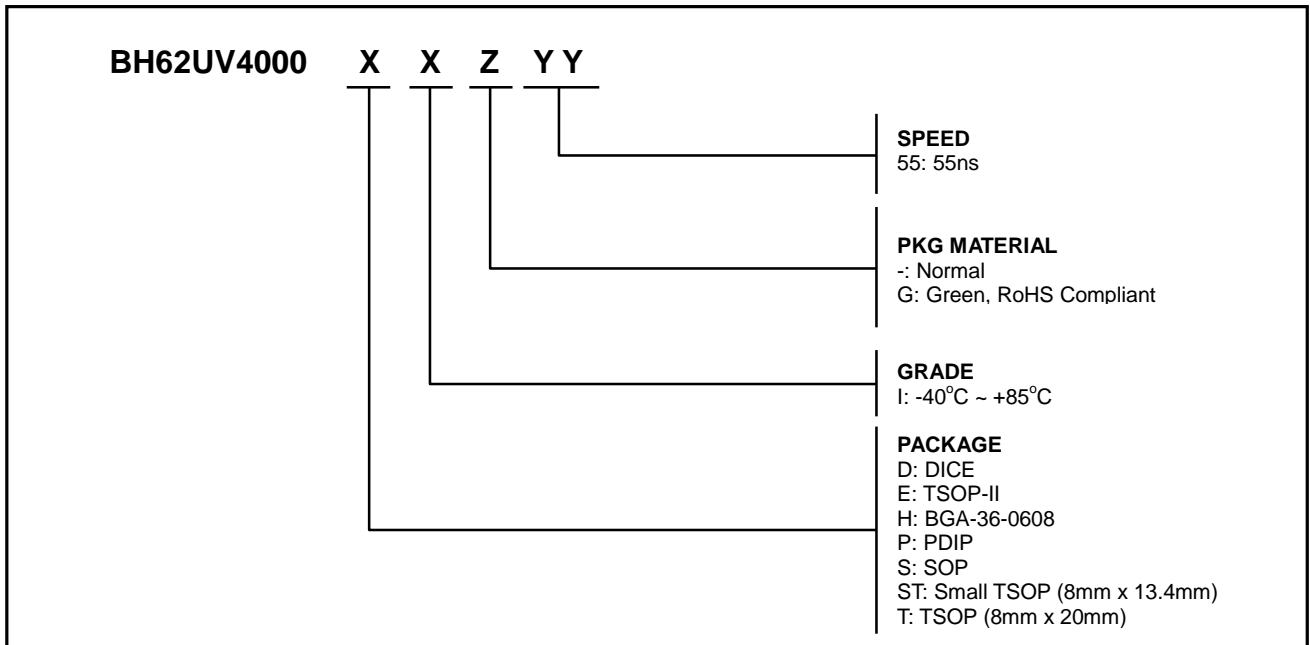 BH62UV4000 X X Z Y Y
SPEED
55: 55ns
PKG MATERIAL
-: Normal
G: Green, RoHS Compliant
GRADE
I: -40°C ~ +85°C
PACKAGE
D: DICE
E: TSOP-II
H: BGA-36-0608
P: PDIP
S: SOP
ST: Small TSOP (8mm x 13.4mm)
T: TSOP (8mm x 20mm)